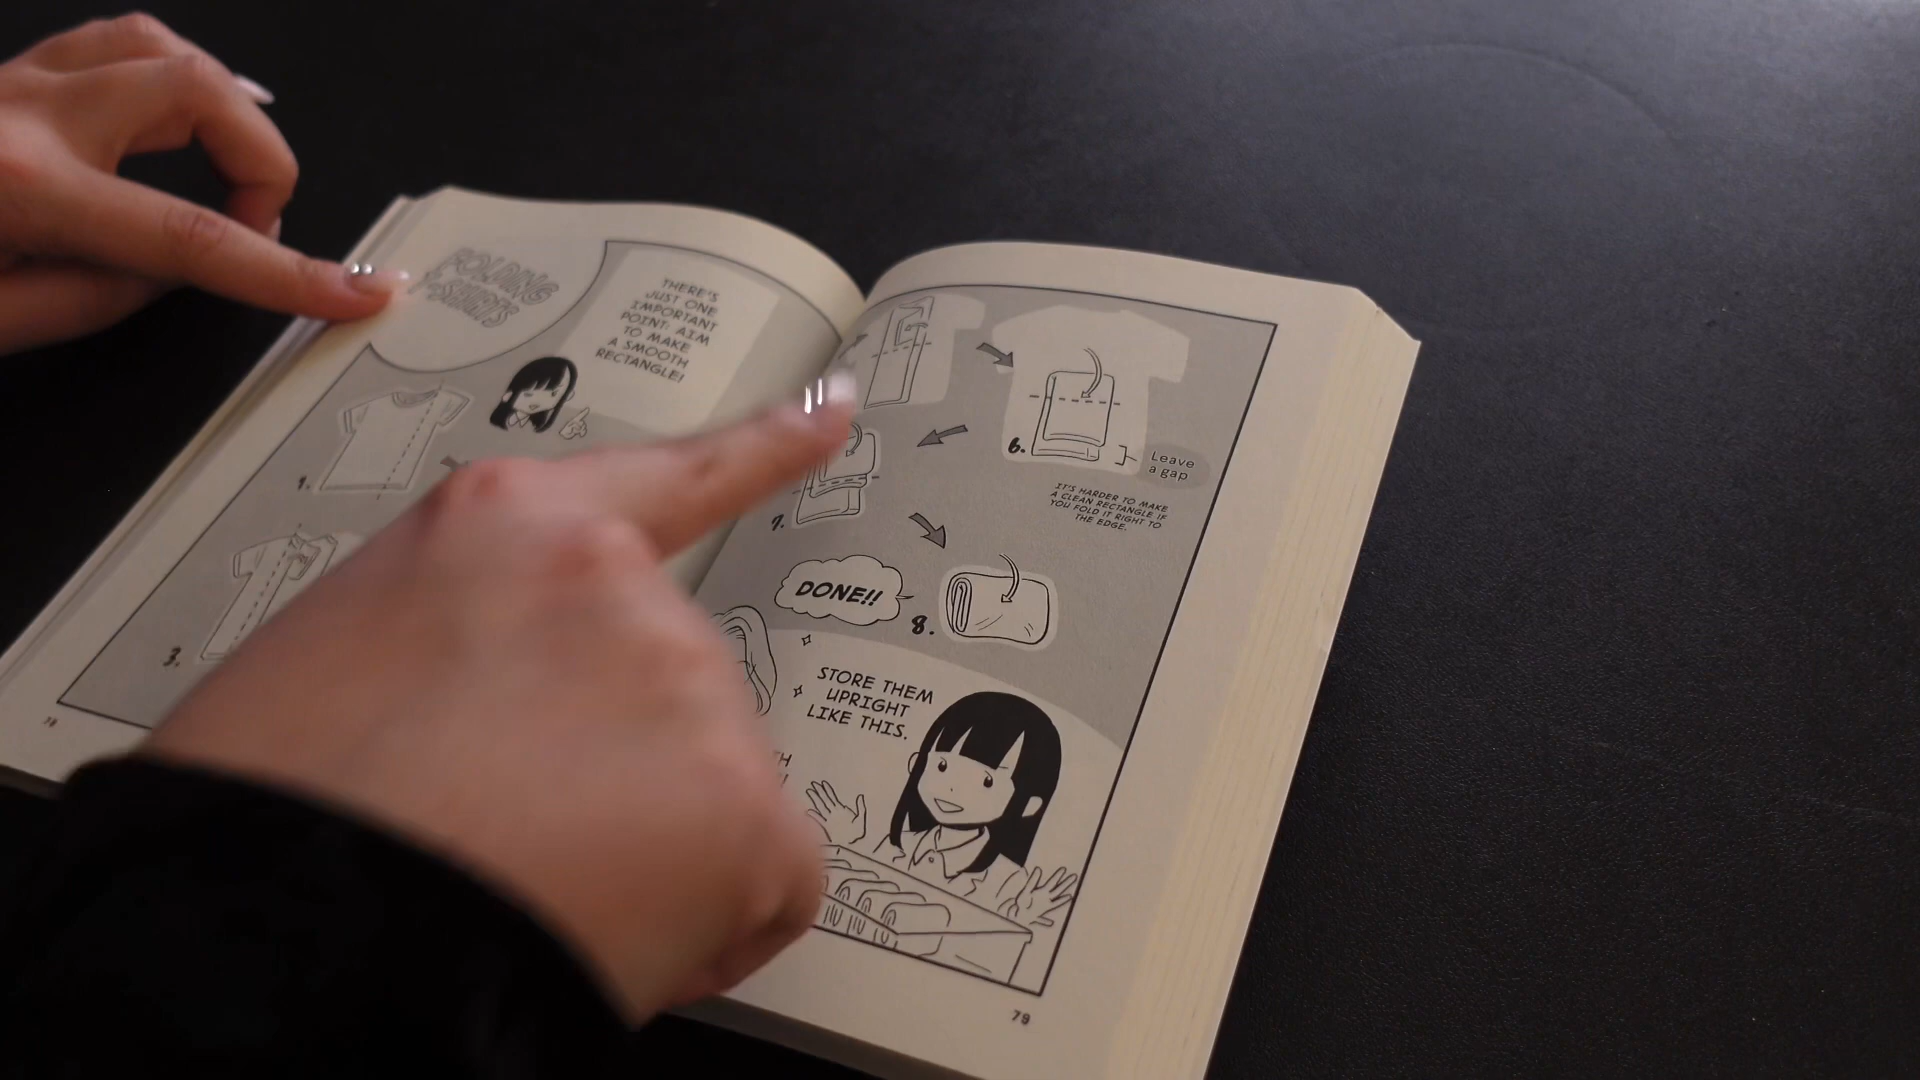 FOLDING
T-SHIRTS
THERE'S
JUST ONE
IMPORTANT
POINT: AIM
TO MAKE
A SMOOTH
RECTANGLE!
1.
3.
78
6.
Leave
a gap
IT'S HARDER TO MAKE
A CLEAN RECTANGLE IF
YOU FOLD IT RIGHT TO
THE EDGE.
7.
DONE!!
8.
STORE THEM
UPRIGHT
LIKE THIS.
79